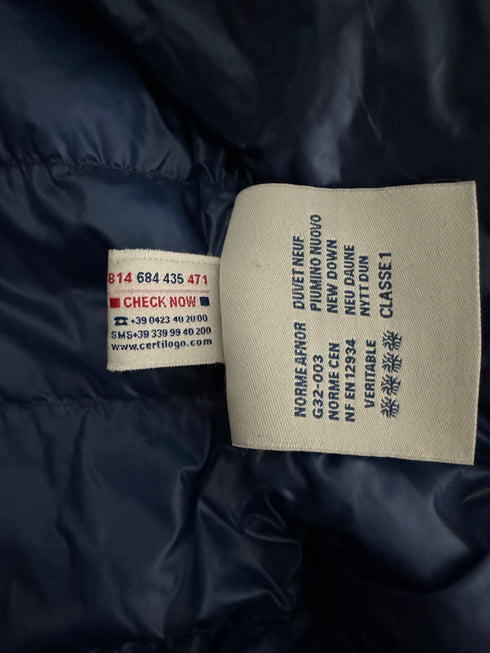 814 684 435 471
CHECK NOW
☎ +39 0423 40 20 00
SMS+39 339 99 40 200
www.certilogo.com
NORME AFNOR DUVET NEUF
G32-003 PIUMINO NUOVO
NORME CEN NEW DOWN
NF EN 12934 NEU DAUNE
VERITABLE NYTT DUN
CLASSE 1